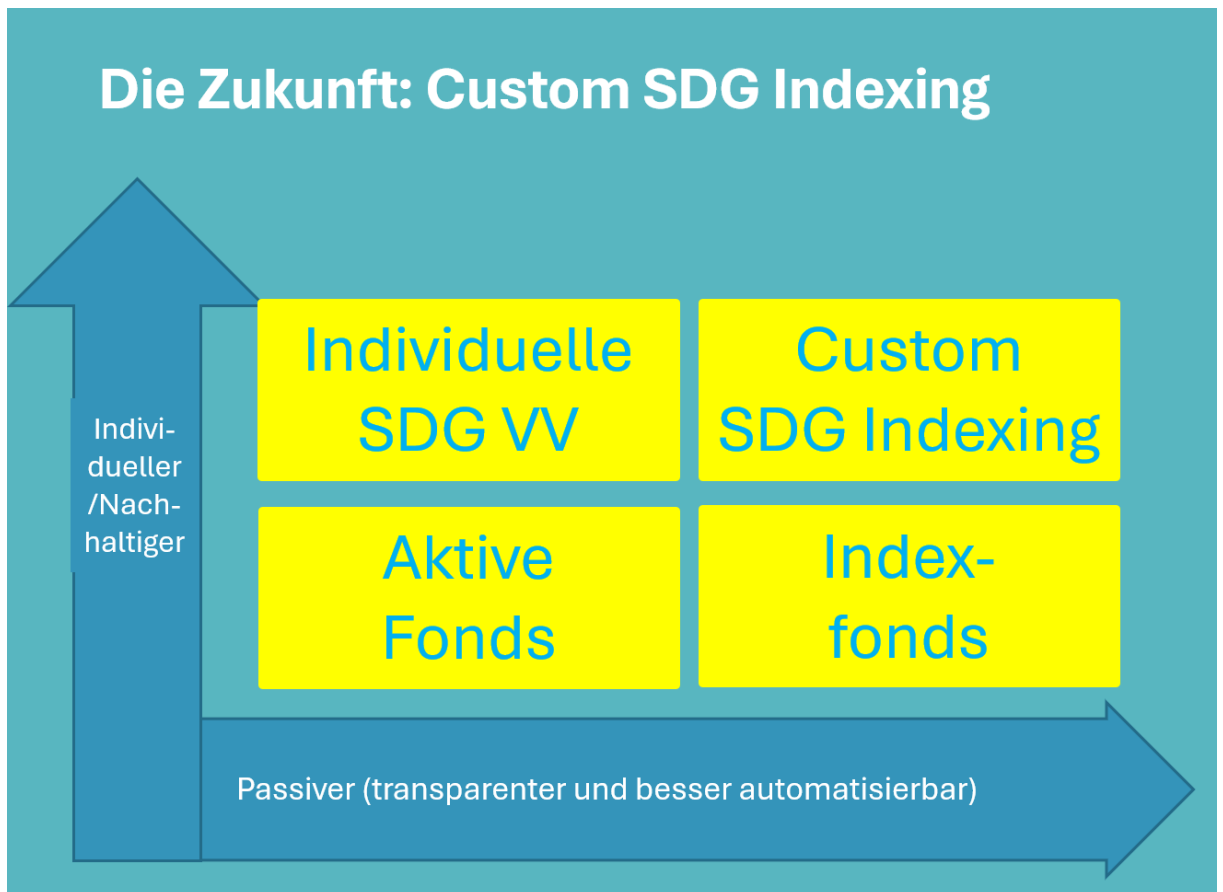 Die Zukunft: Custom SDG Indexing
Individuelle
SDG VV
Custom
SDG Indexing
Indivi-
dueller
/Nach-
haltiger
Aktive
Fonds
Index-
fonds
Passiver (transparenter und besser automatisierbar)